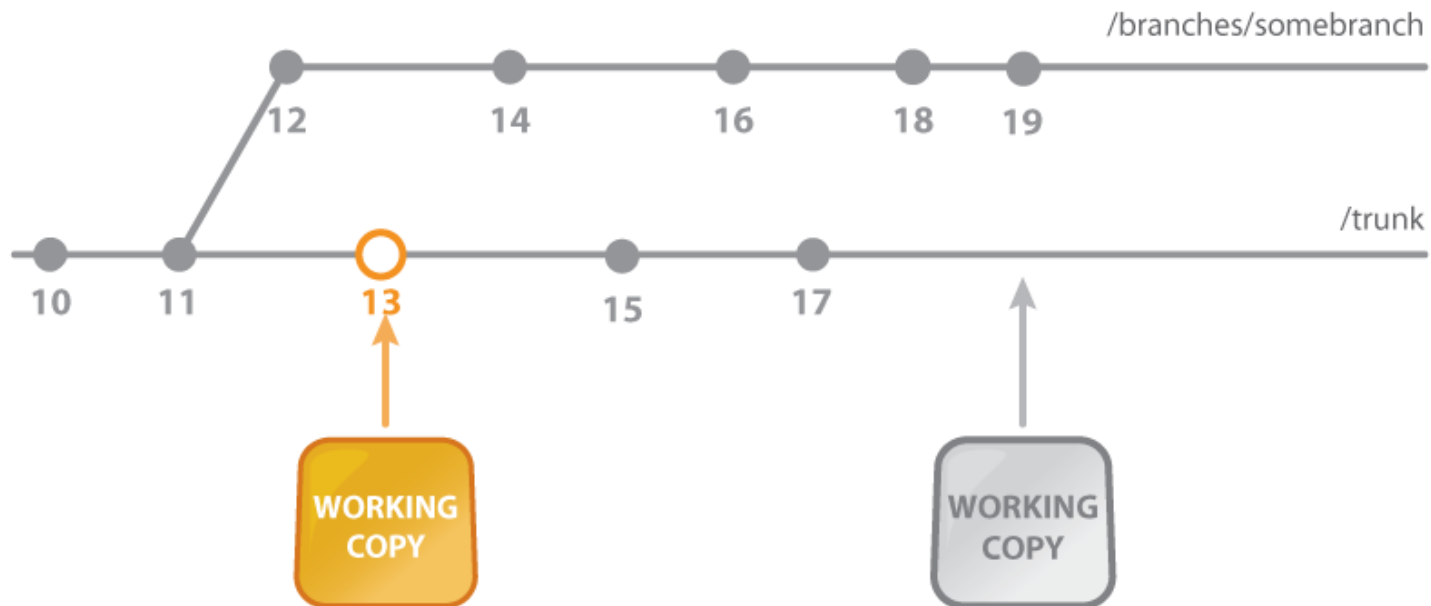 /branches/somebranch
12 14 16 18 19
/trunk
10 11 13 15 17
WORKING
COPY
WORKING
COPY